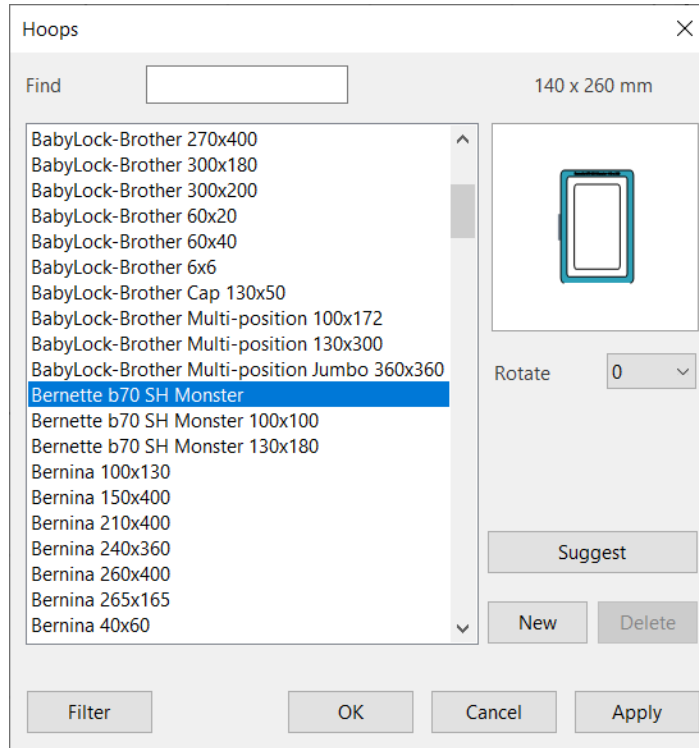 Hoops
Find
140 x 260 mm
BabyLock-Brother 270x400
BabyLock-Brother 300x180
BabyLock-Brother 300x200
BabyLock-Brother 60x20
BabyLock-Brother 60x40
BabyLock-Brother 6x6
BabyLock-Brother Cap 130x50
BabyLock-Brother Multi-position 100x172
BabyLock-Brother Multi-position 130x300
BabyLock-Brother Multi-position Jumbo 360x360
Bernette b70 SH Monster
Bernette b70 SH Monster 100x100
Bernette b70 SH Monster 130x180
Bernina 100x130
Bernina 150x400
Bernina 210x400
Bernina 240x360
Bernina 260x400
Bernina 265x165
Bernina 40x60
Rotate
0
Suggest
New
Delete
Filter
OK
Cancel
Apply